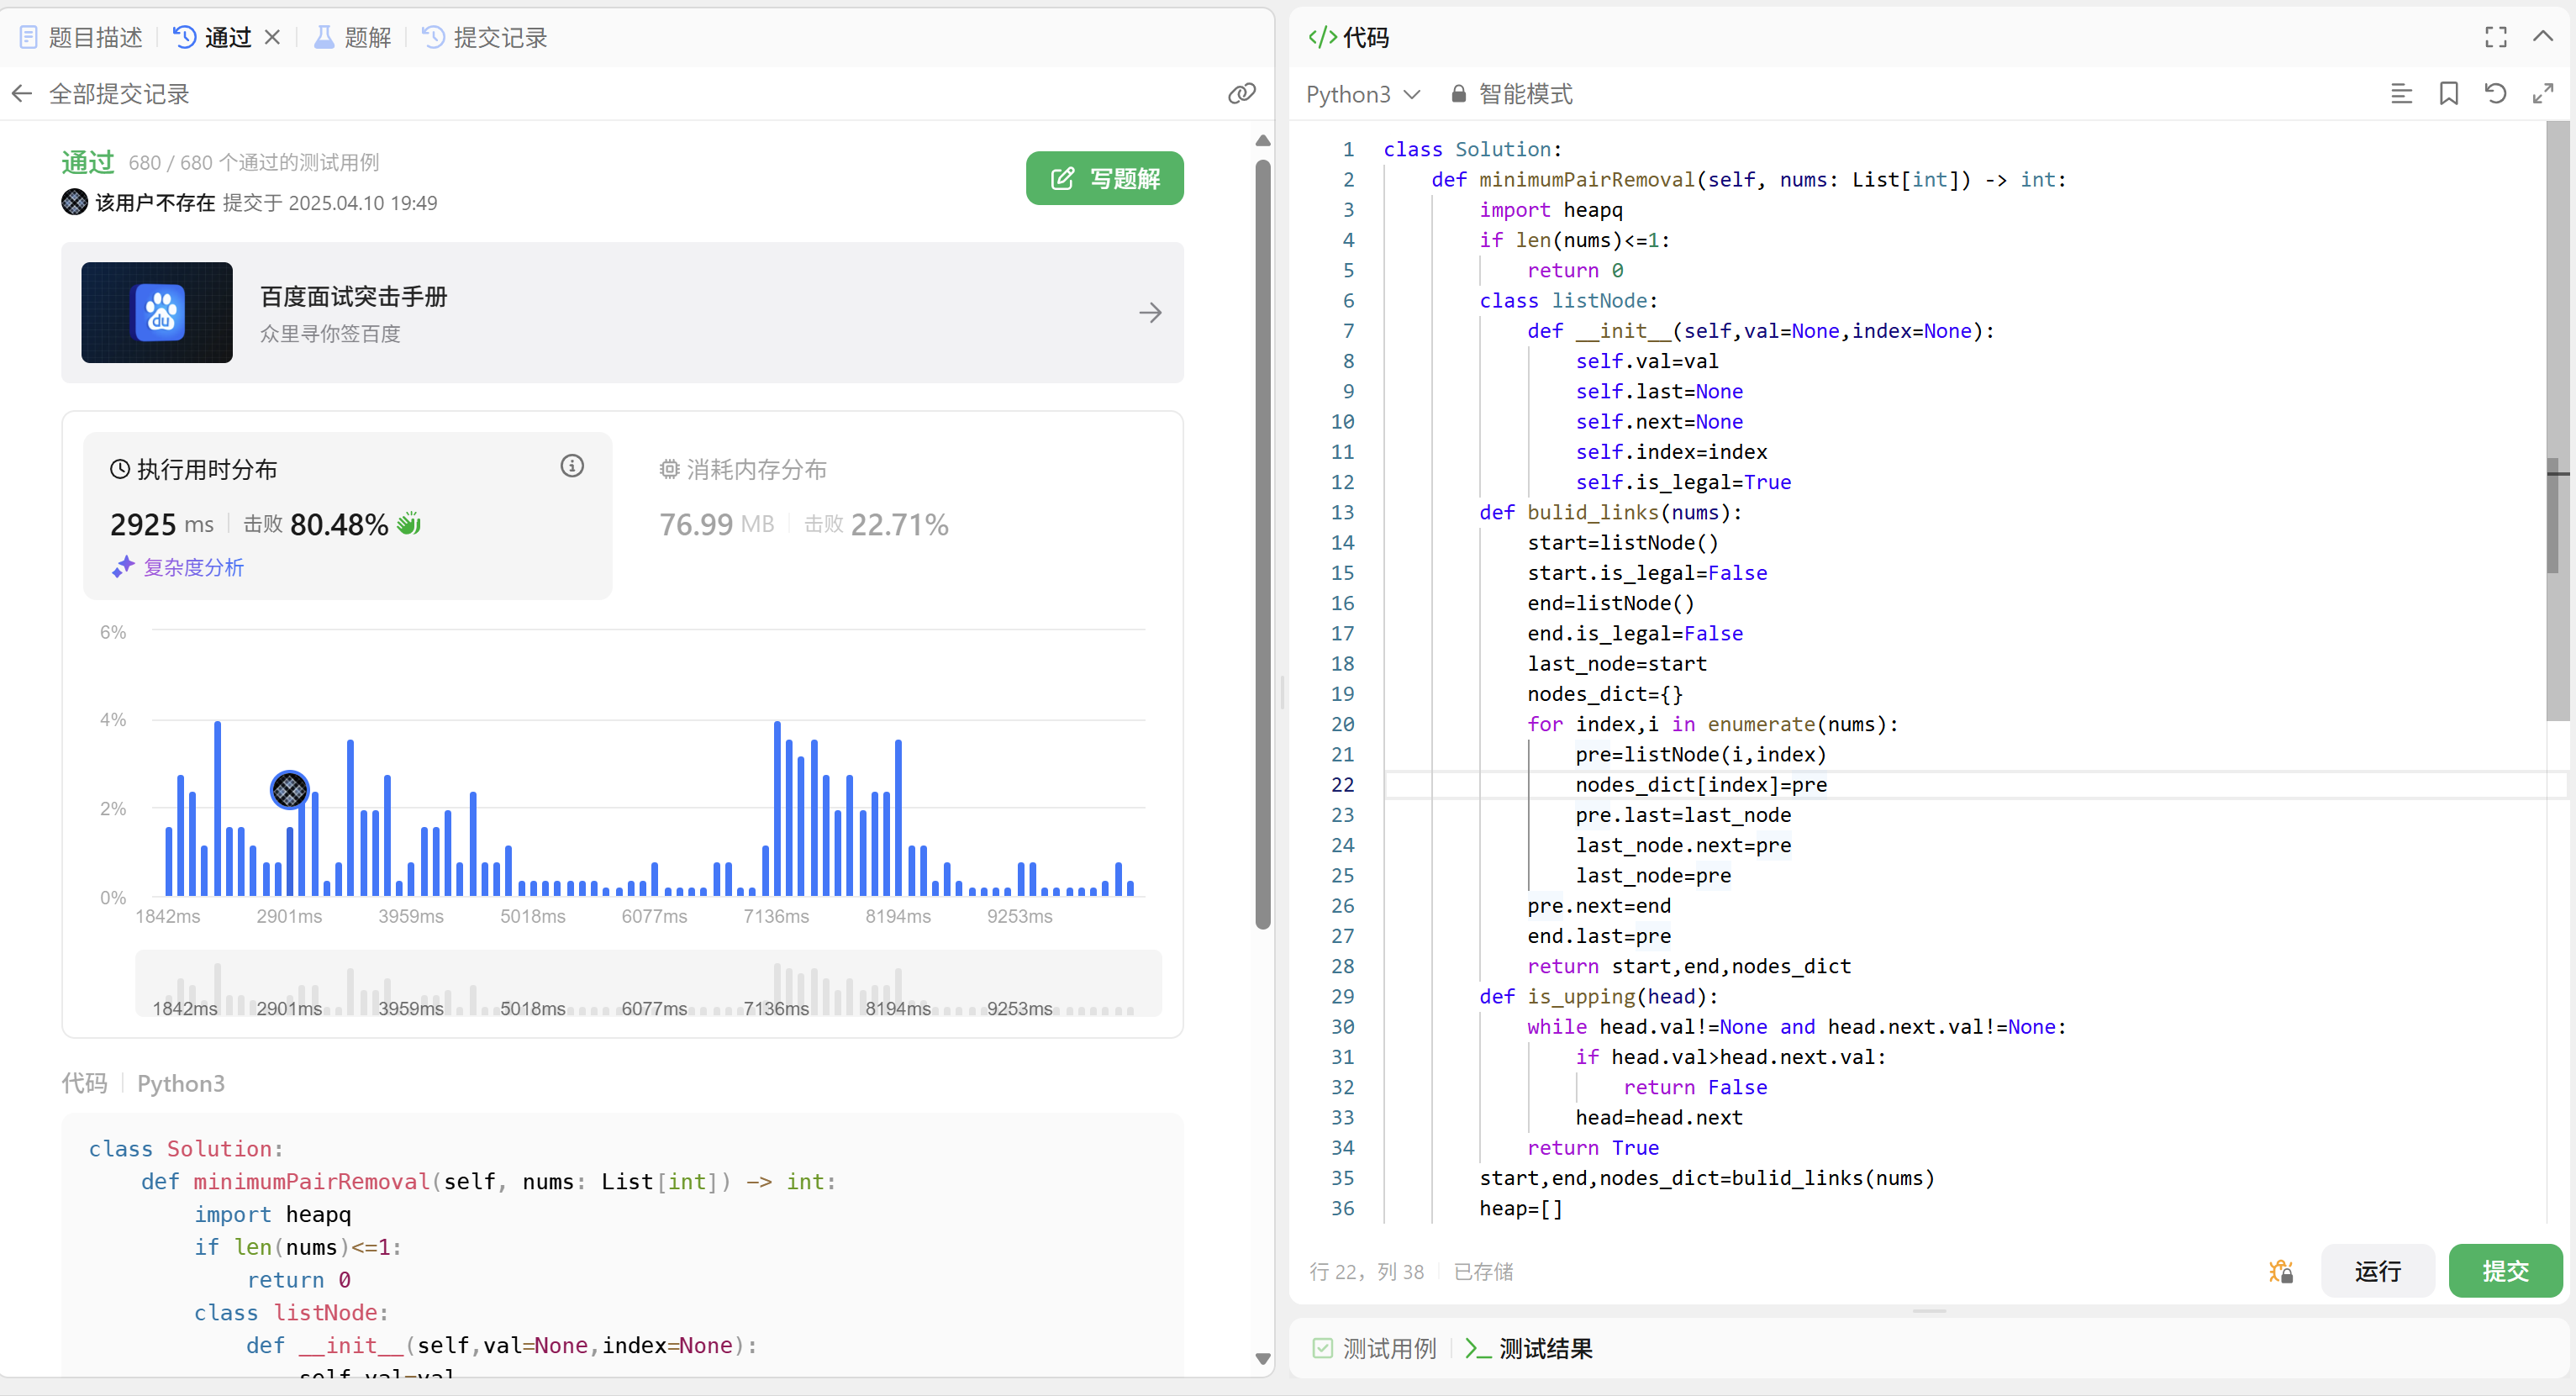 题目描述
通过
题解
提交记录
全部提交记录
通过 680 / 680 个通过的测试用例
该用户不存在 提交于 2025.04.10 19:49
写题解
du
百度面试突击手册
众里寻你签百度
执行用时分布
2925 ms 击败 80.48%
复杂度分析
消耗内存分布
76.99 MB 击败 22.71%
6%
4%
2%
0%
1842ms 2901ms 3959ms 5018ms 6077ms 7136ms 8194ms 9253ms
1842ms 2901ms 3959ms 5018ms 6077ms 7136ms 8194ms 9253ms
代码 Python3
class Solution:
    def minimumPairRemoval(self, nums: List[int]) -> int:
        import heapq
        if len(nums)<=1:
            return 0
        class listNode:
            def __init__(self,val=None,index=None):
                self.val=val
</> 代码
Python3 智能模式
1 class Solution:
2     def minimumPairRemoval(self, nums: List[int]) -> int:
3         import heapq
4         if len(nums)<=1:
5             return 0
6         class listNode:
7             def __init__(self,val=None,index=None):
8                 self.val=val
9                 self.last=None
10                 self.next=None
11                 self.index=index
12                 self.is_legal=True
13         def bulid_links(nums):
14             start=listNode()
15             start.is_legal=False
16             end=listNode()
17             end.is_legal=False
18             last_node=start
19             nodes_dict={}
20             for index,i in enumerate(nums):
21                 pre=listNode(i,index)
22                 nodes_dict[index]=pre
23                 pre.last=last_node
24                 last_node.next=pre
25                 last_node=pre
26             pre.next=end
27             end.last=pre
28             return start,end,nodes_dict
29         def is_upping(head):
30             while head.val!=None and head.next.val!=None:
31                 if head.val>head.next.val:
32                     return False
33                 head=head.next
34             return True
35         start,end,nodes_dict=bulid_links(nums)
36         heap=[]
行 22，列 38 已存储
运行
提交
测试用例
测试结果